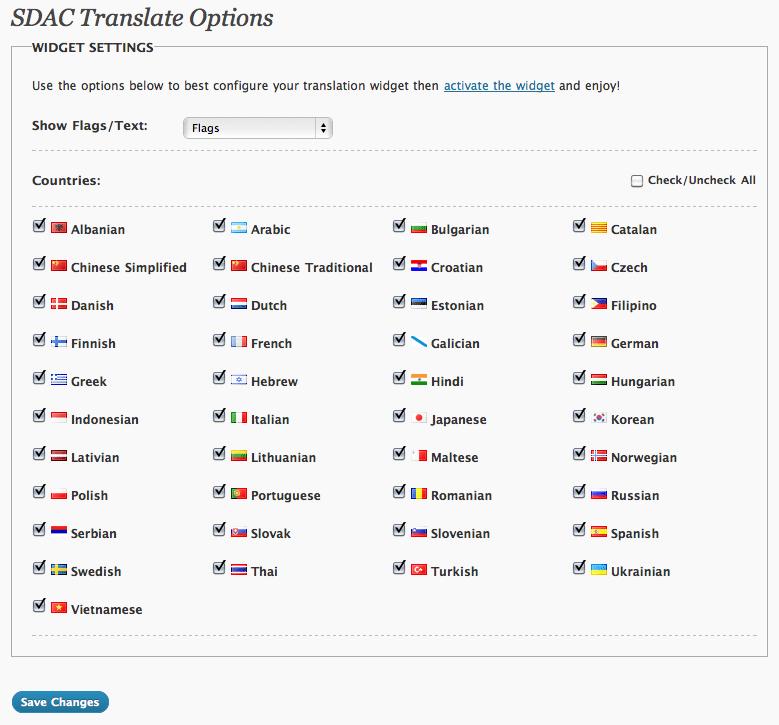 SDAC Translate Options
WIDGET SETTINGS
Use the options below to best configure your translation widget then activate the widget and enjoy!
Show Flags/Text: Flags
Countries: Check/Uncheck All
Albanian Arabic Bulgarian Catalan
Chinese Simplified Chinese Traditional Croatian Czech
Danish Dutch Estonian Filipino
Finnish French Galician German
Greek Hebrew Hindi Hungarian
Indonesian Italian Japanese Korean
Lativian Lithuanian Maltese Norwegian
Polish Portuguese Romanian Russian
Serbian Slovak Slovenian Spanish
Swedish Thai Turkish Ukrainian
Vietnamese
Save Changes